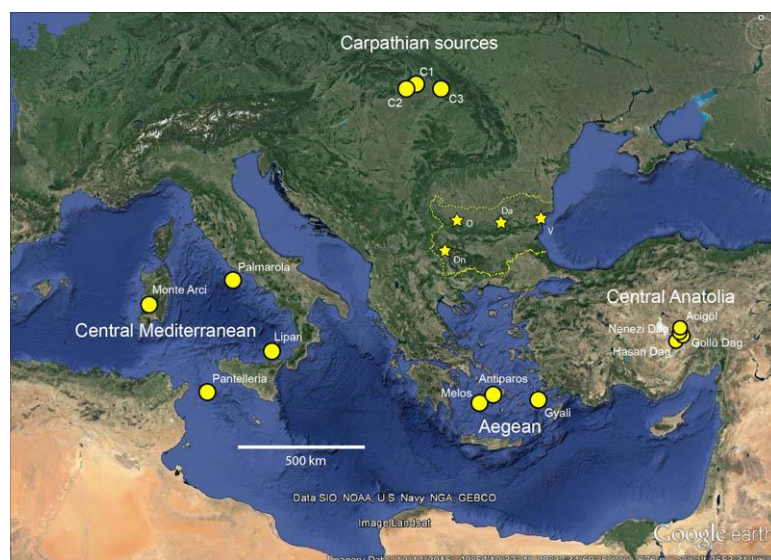 Carpathian sources
C1
C2
C3
Da
O
V
Dn
Palmarola
Monte Arci
Central Mediterranean
Lipari
Pantelleria
Central Anatolia
Acigöl
Nenezi Dag
Göllü Dag
Hasan Dag
Antiparos
Melos
Gyali
Aegean
500 km
Data SIO, NOAA, U.S. Navy, NGA, GEBCO
Image Landsat
Google earth